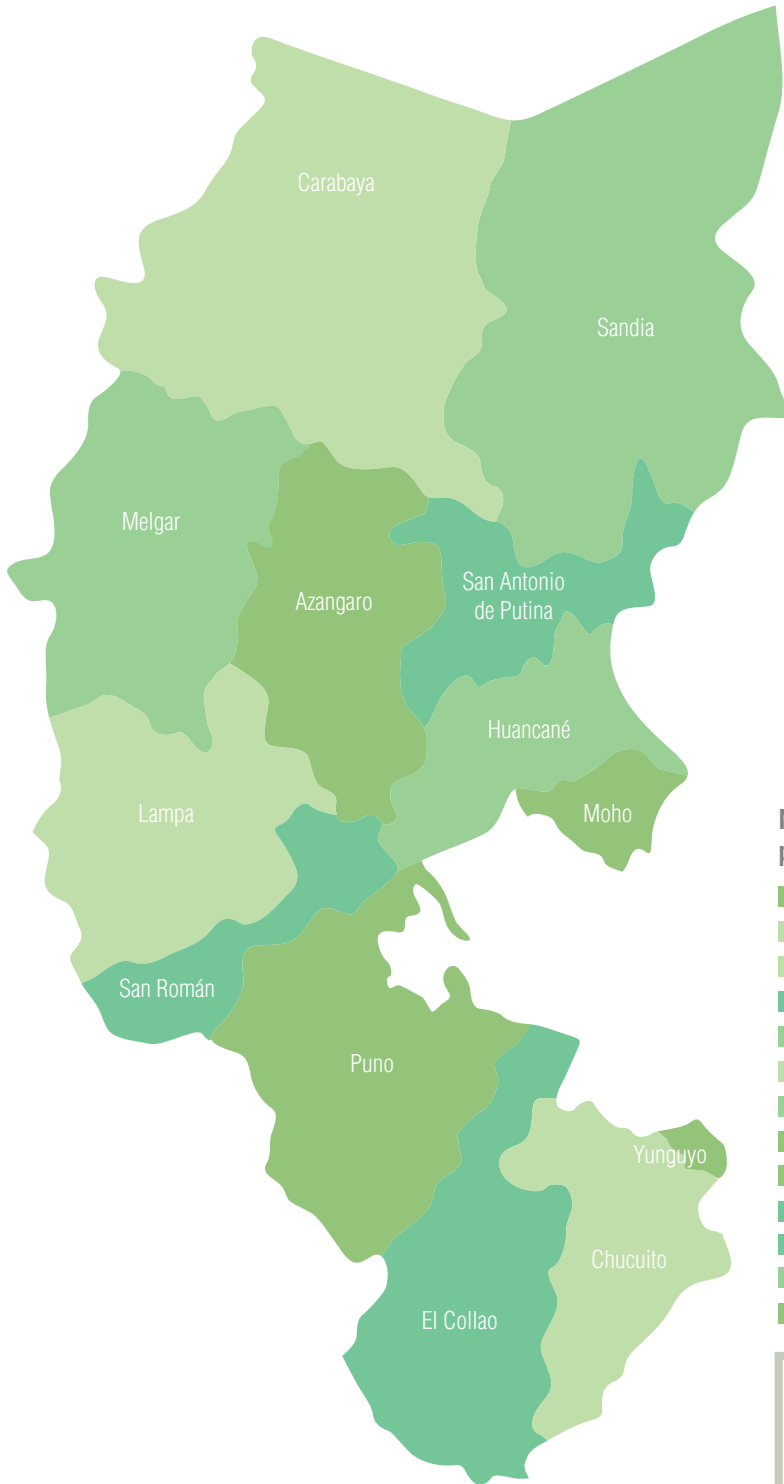 Carabaya
Sandia
Melgar
San Antonio
de Putina
Azangaro
Huancané
Lampa
Moho
San Román
Puno
Yunguyo
Chucuito
El Collao